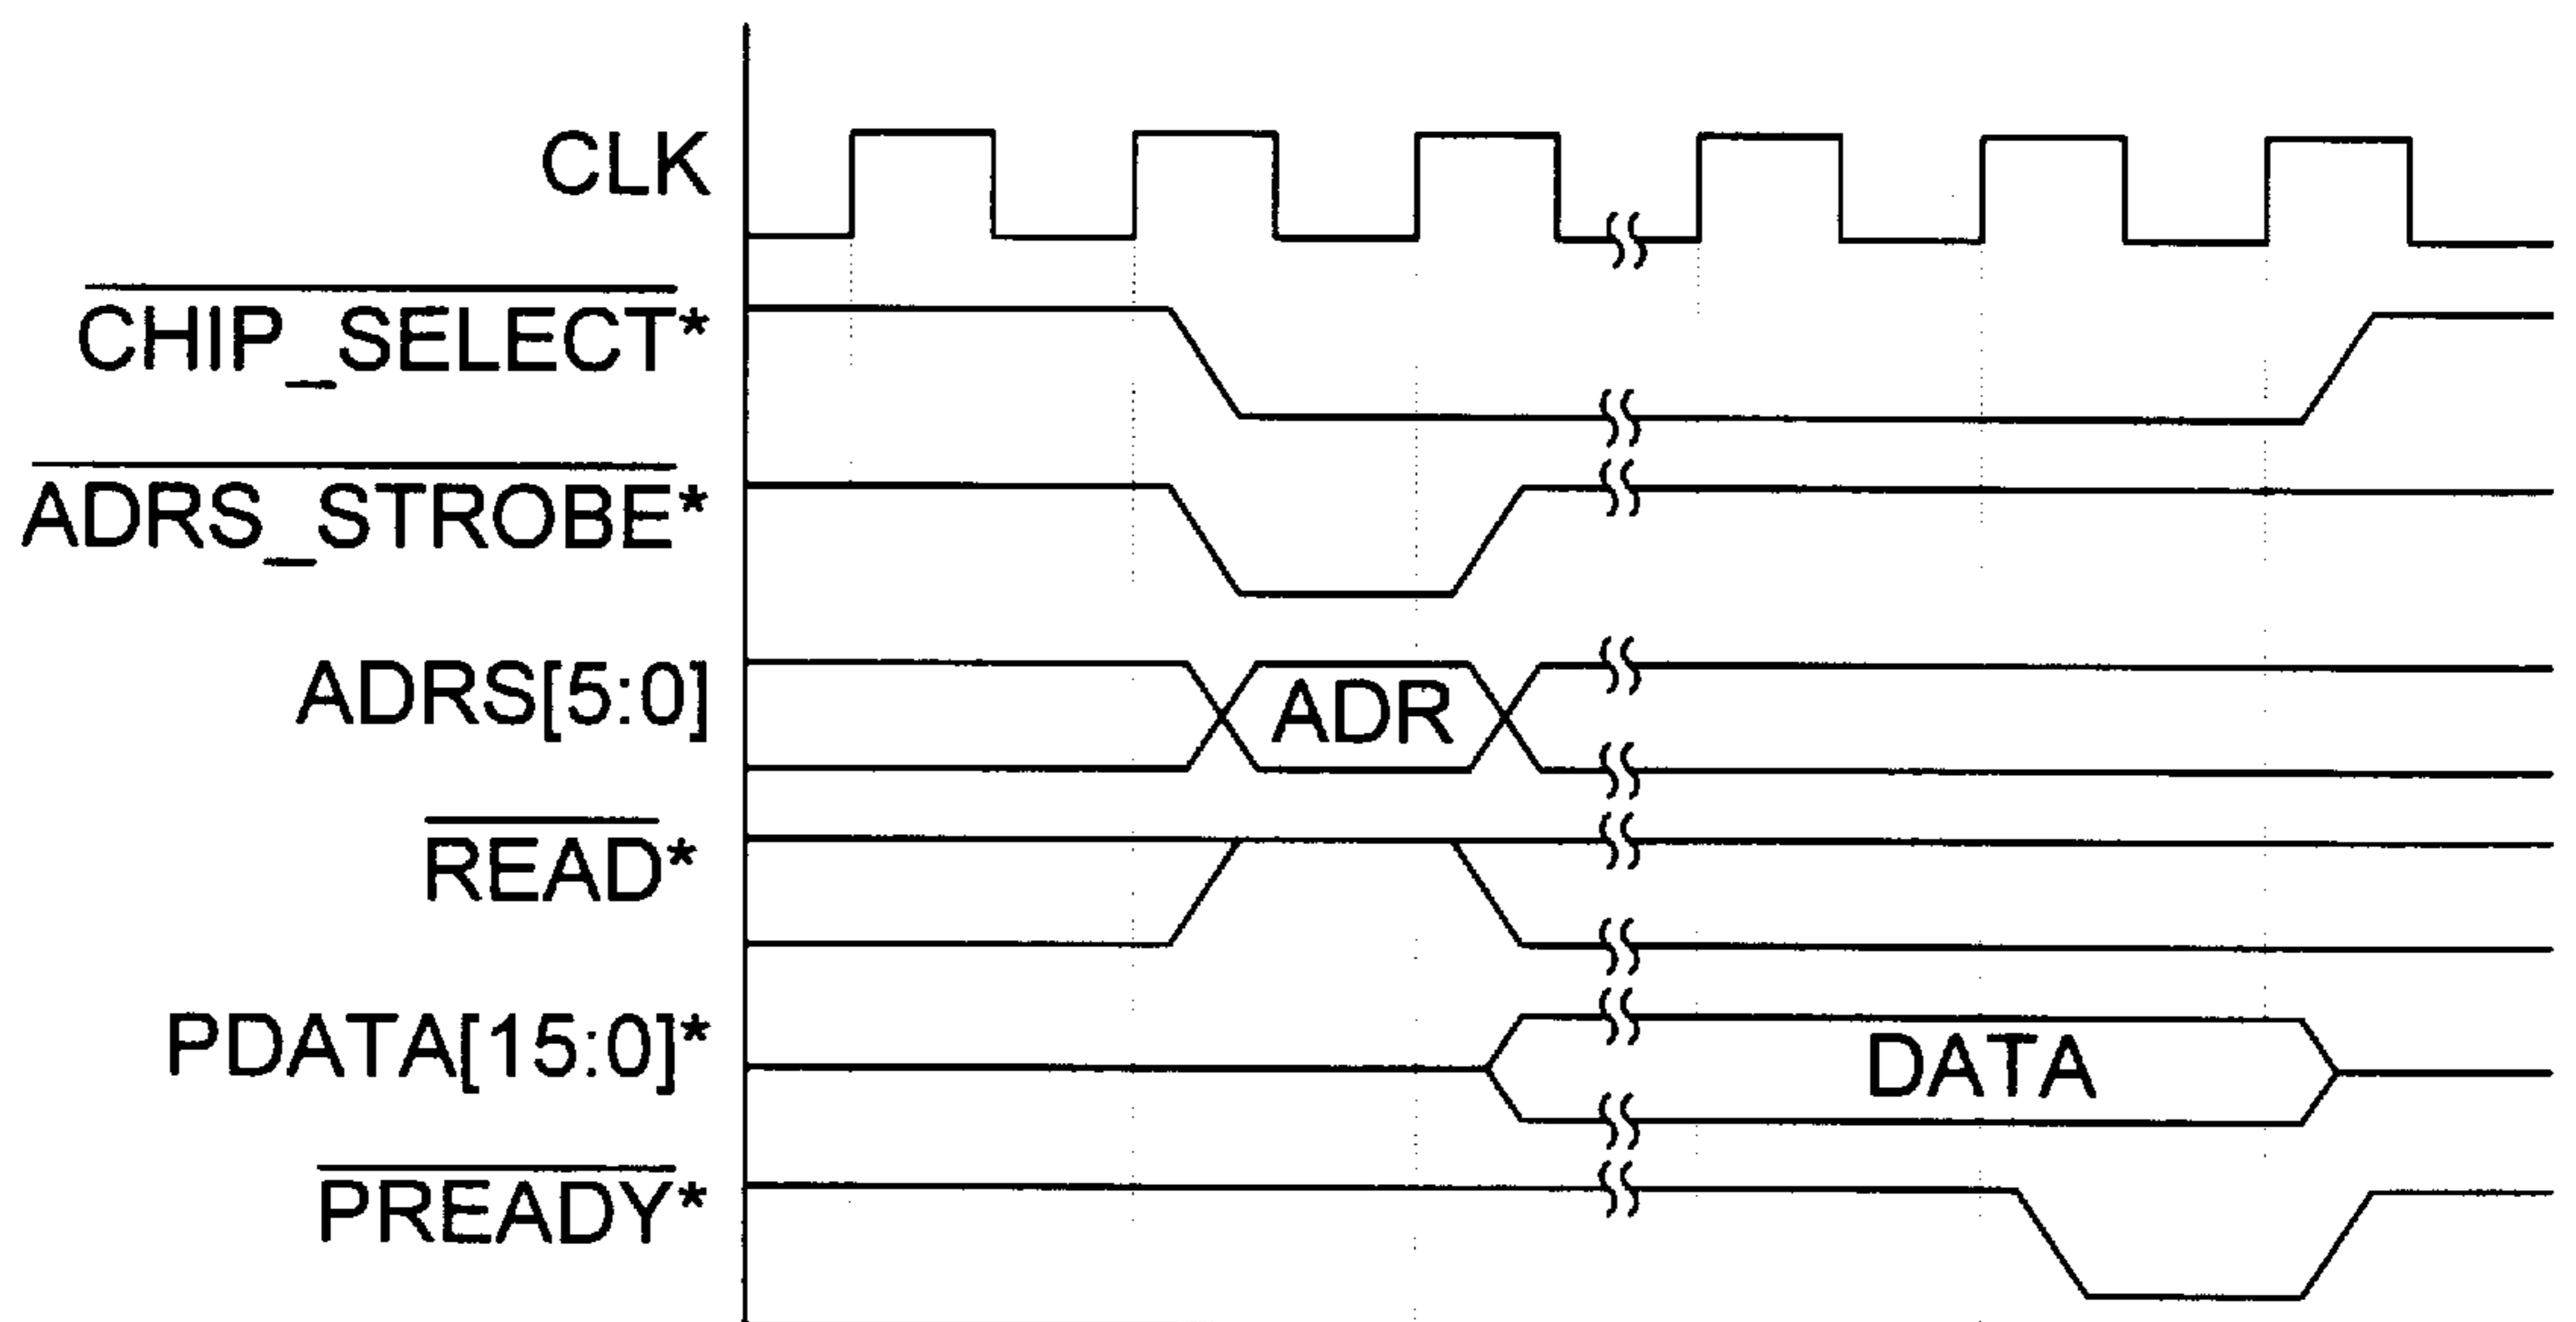 CLK
CHIP_SELECT*
ADRS_STROBE*
ADRS[5:0]
ADR
READ*
PDATA[15:0]*
DATA
PREADY*